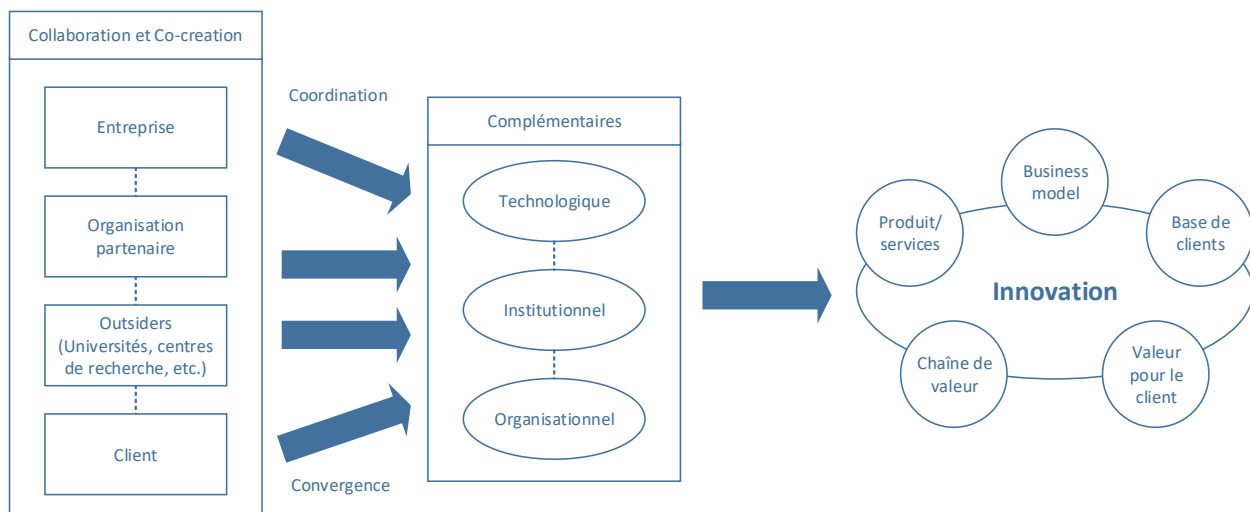 Collaboration et Co-creation
Entreprise
Organisation
partenaire
Outsiders
(Universités, centres
de recherche, etc.)
Client
Coordination
Convergence
Complémentaires
Technologique
Institutionnel
Organisationnel
Business
model
Produit/
services
Base de
clients
Innovation
Chaîne de
valeur
Valeur
pour le
client